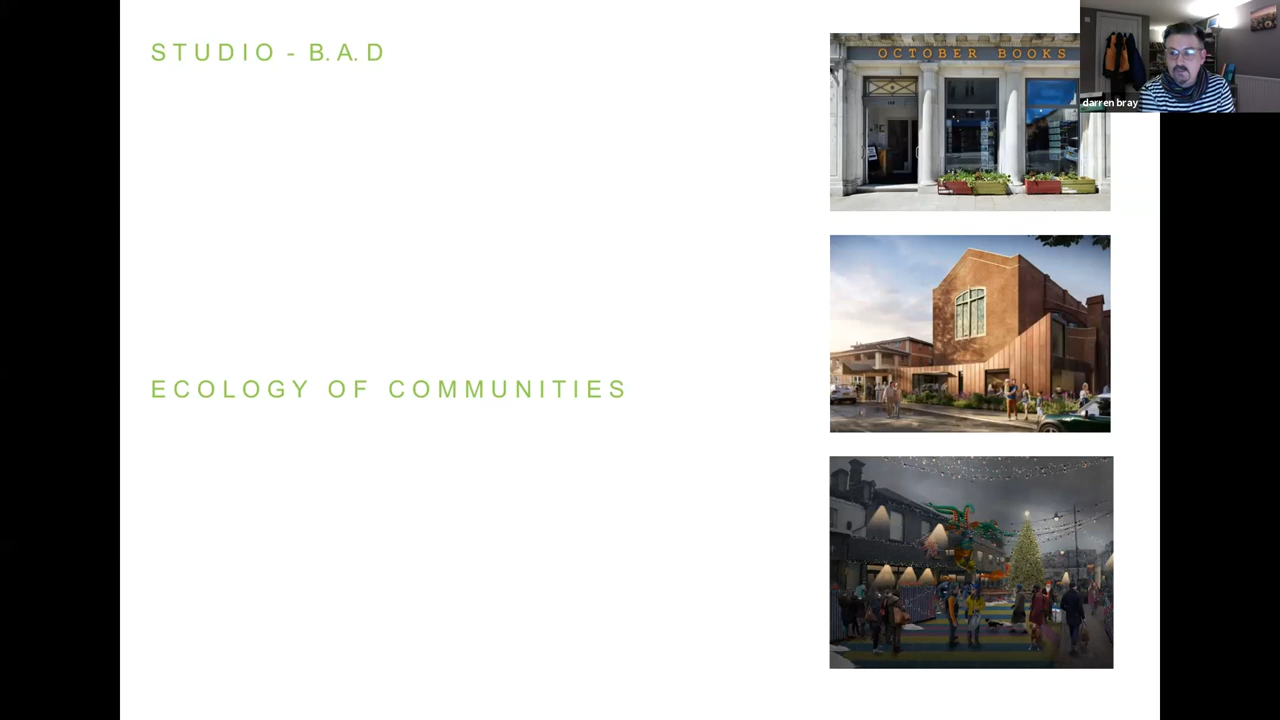 STUDIO - B.A.D
OCTOBER BOOKS
darren bray
ECOLOGY OF COMMUNITIES